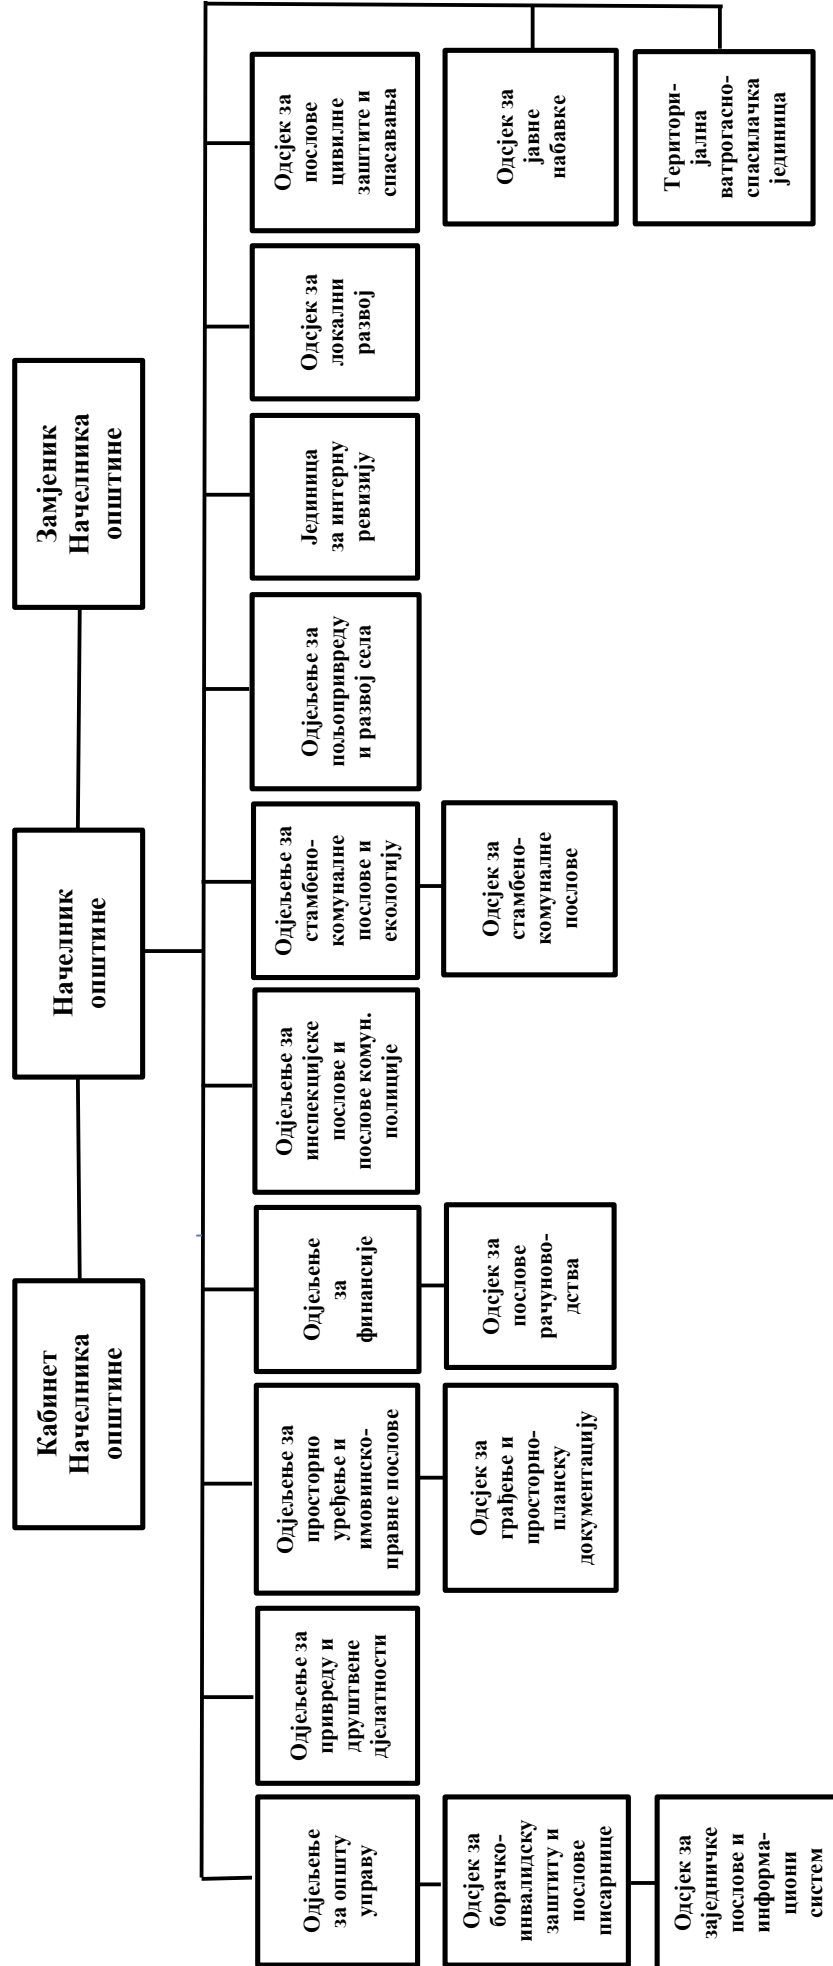 Кабинет
Начелника
општине
Начелник
општине
Замјеник
Начелника
општине
Одјељење
за општу
управу
Одјељење за
привреду и
друштвене
дјелатности
Одјељење за
просторно
уређење и
имовинско-
правне послове
Одјељење
за
финансије
Одјељење за
инспекцијске
послове и
послове комун.
полиције
Одјељење за
стамбено-
комуналне
послове и
екологију
Одјељење за
пољопривреду
и развој села
Јединица
за интерну
ревизију
Одсјек за
локални
развој
Одсјек за
послове
цивилне
заштите и
спасавања
Одсјек за
борачко-
инвалидску
заштиту и
послове
писарнице
Одсјек за
грађење и
просторно-
планску
документацију
Одсјек за
послове
рачуново-
дства
Одсјек за
стамбено-
комуналне
послове
Одсјек за
јавне
набавке
Одсјек за
заједничке
послове и
информа-
циони
систем
Територи-
јална
ватрогасно-
спасилачка
јединица